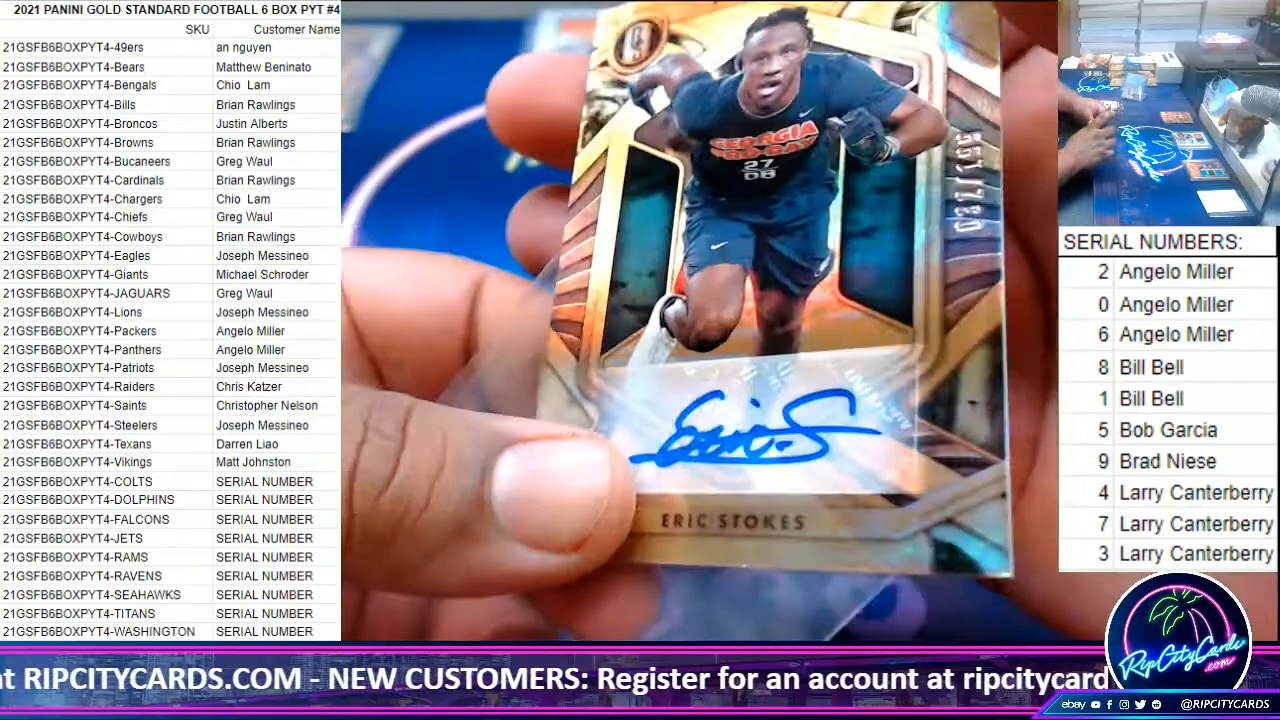 2021 PANINI GOLD STANDARD FOOTBALL 6 BOX PYT #4
SKU Customer Name
21GSFB6BOXPYT4-49ers an nguyen
21GSFB6BOXPYT4-Bears Matthew Beninato
21GSFB6BOXPYT4-Bengals Chio Lam
21GSFB6BOXPYT4-Bills Brian Rawlings
21GSFB6BOXPYT4-Broncos Justin Alberts
21GSFB6BOXPYT4-Browns Brian Rawlings
21GSFB6BOXPYT4-Bucaneers Greg Waul
21GSFB6BOXPYT4-Cardinals Brian Rawlings
21GSFB6BOXPYT4-Chargers Chio Lam
21GSFB6BOXPYT4-Chiefs Greg Waul
21GSFB6BOXPYT4-Cowboys Brian Rawlings
21GSFB6BOXPYT4-Eagles Joseph Messineo
21GSFB6BOXPYT4-Giants Michael Schroder
21GSFB6BOXPYT4-JAGUARS Greg Waul
21GSFB6BOXPYT4-Lions Joseph Messineo
21GSFB6BOXPYT4-Packers Angelo Miller
21GSFB6BOXPYT4-Panthers Angelo Miller
21GSFB6BOXPYT4-Patriots Joseph Messineo
21GSFB6BOXPYT4-Raiders Chris Katzer
21GSFB6BOXPYT4-Saints Christopher Nelson
21GSFB6BOXPYT4-Steelers Joseph Messineo
21GSFB6BOXPYT4-Texans Darren Liao
21GSFB6BOXPYT4-Vikings Matt Johnston
21GSFB6BOXPYT4-COLTS SERIAL NUMBER
21GSFB6BOXPYT4-DOLPHINS SERIAL NUMBER
21GSFB6BOXPYT4-FALCONS SERIAL NUMBER
21GSFB6BOXPYT4-JETS SERIAL NUMBER
21GSFB6BOXPYT4-RAMS SERIAL NUMBER
21GSFB6BOXPYT4-RAVENS SERIAL NUMBER
21GSFB6BOXPYT4-SEAHAWKS SERIAL NUMBER
21GSFB6BOXPYT4-TITANS SERIAL NUMBER
21GSFB6BOXPYT4-WASHINGTON SERIAL NUMBER
GEORGIA
PRO DAY
27
DB
ERIC STOKES
SERIAL NUMBERS:
2 Angelo Miller
0 Angelo Miller
6 Angelo Miller
8 Bill Bell
1 Bill Bell
5 Bob Garcia
9 Brad Niese
4 Larry Canterberry
7 Larry Canterberry
3 Larry Canterberry
RipCityCards
.com
at RIPCITYCARDS.COM - NEW CUSTOMERS: Register for an account at ripcitycard
ebay @RIPCITYCARDS